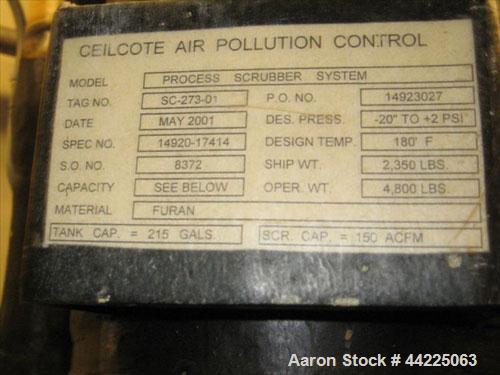 CEILCOTE AIR POLLUTION CONTROL
MODEL PROCESS SCRUBBER SYSTEM
TAG NO. SC-273-01 P.O. NO. 14923027
DATE MAY 2001 DES. PRESS. -20" TO +2 PSI
SPEC NO. 14920-17414 DESIGN TEMP. 180° F
S.O. NO. 8372 SHIP WT. 2,350 LBS.
CAPACITY SEE BELOW OPER. WT. 4,800 LBS.
MATERIAL FURAN
TANK CAP. = 215 GALS. SCR. CAP. = 150 ACFM
Aaron Stock # 44225063